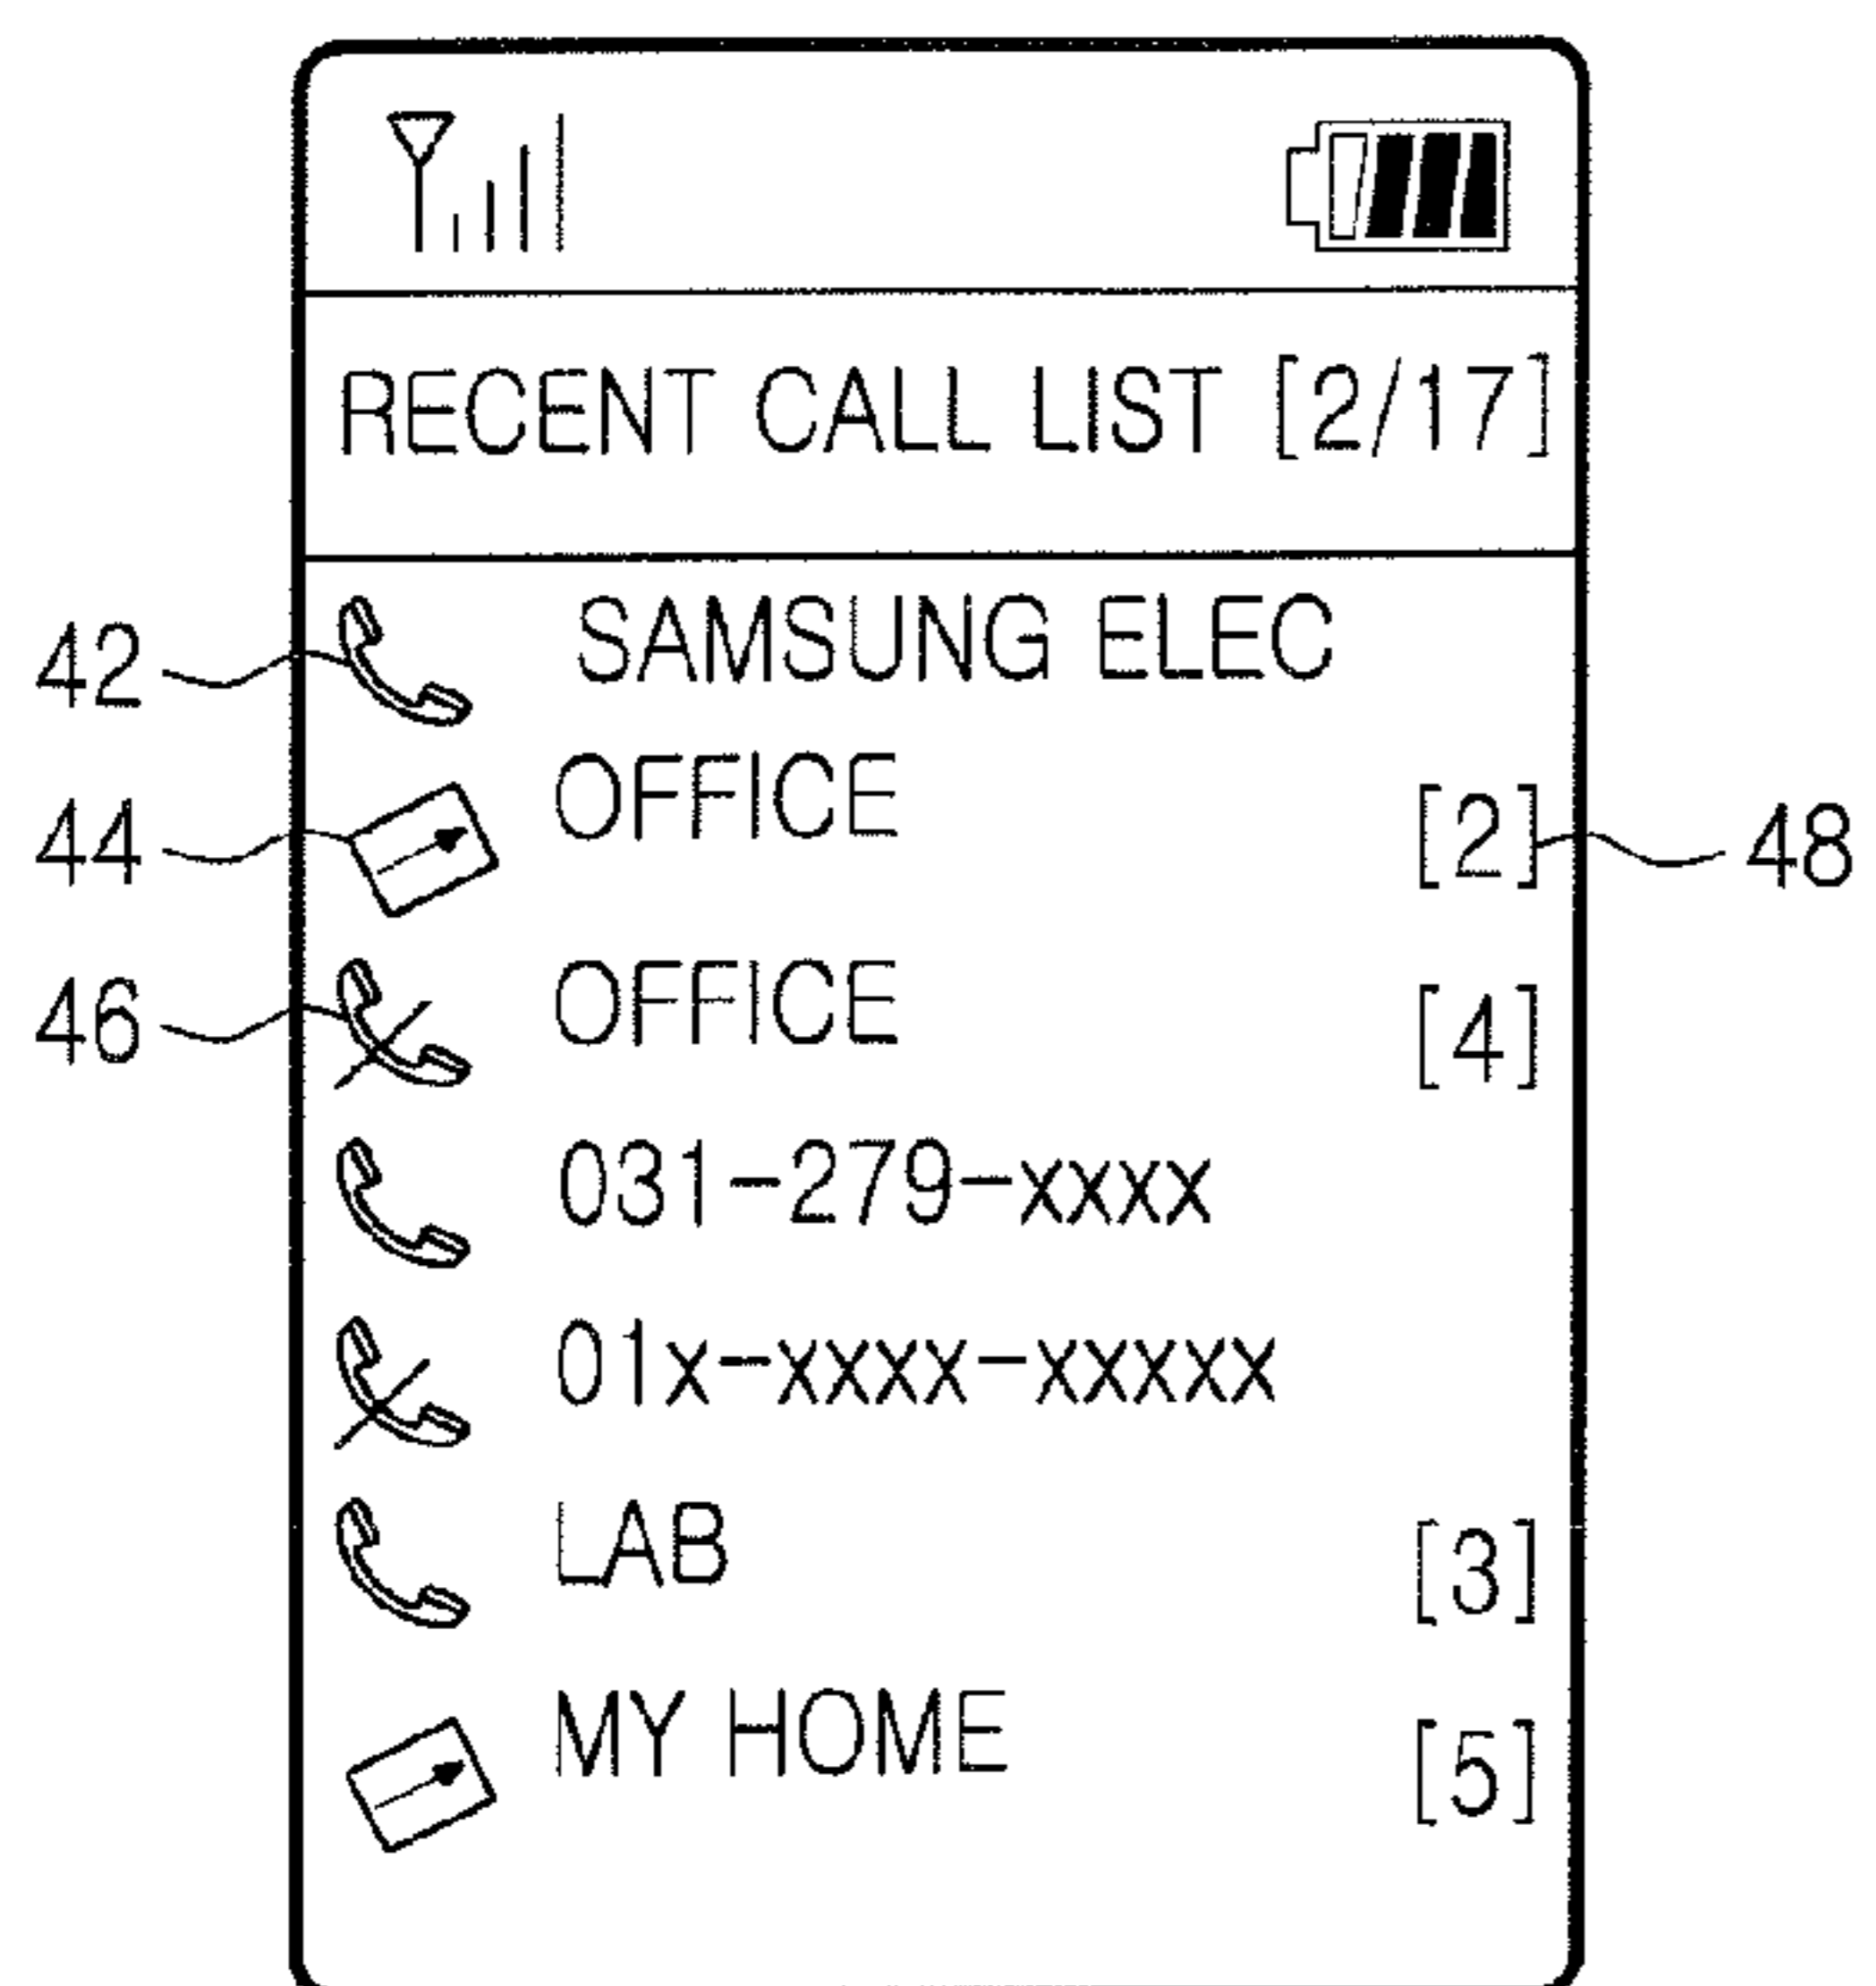 RECENT CALL LIST [2/17]
42 SAMSUNG ELEC
44 OFFICE [2] 48
46 OFFICE [4]
031-279-xxxx
01x-xxxx-xxxxx
LAB [3]
MY HOME [5]